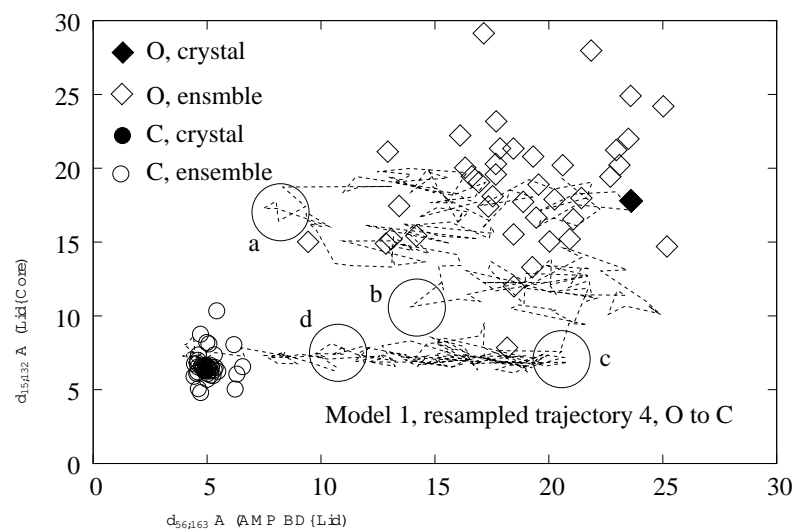 30
25
20
15
10
5
0
0 5 10 15 20 25 30
O, crystal
O, ensmble
C, crystal
C, ensemble
a
b
c
d
Model 1, resampled trajectory 4, O to C
d15;132 A (Lid{Core)
d56;163 A (AMP BD{Lid)